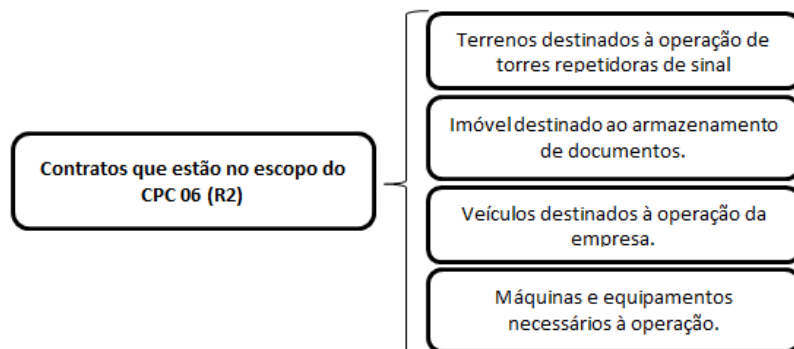 Contratos que estão no escopo do
CPC 06 (R2)
Terrenos destinados à operação de
torres repetidoras de sinal
Imóvel destinado ao armazenamento
de documentos.
Veículos destinados à operação da
empresa.
Máquinas e equipamentos
necessários à operação.